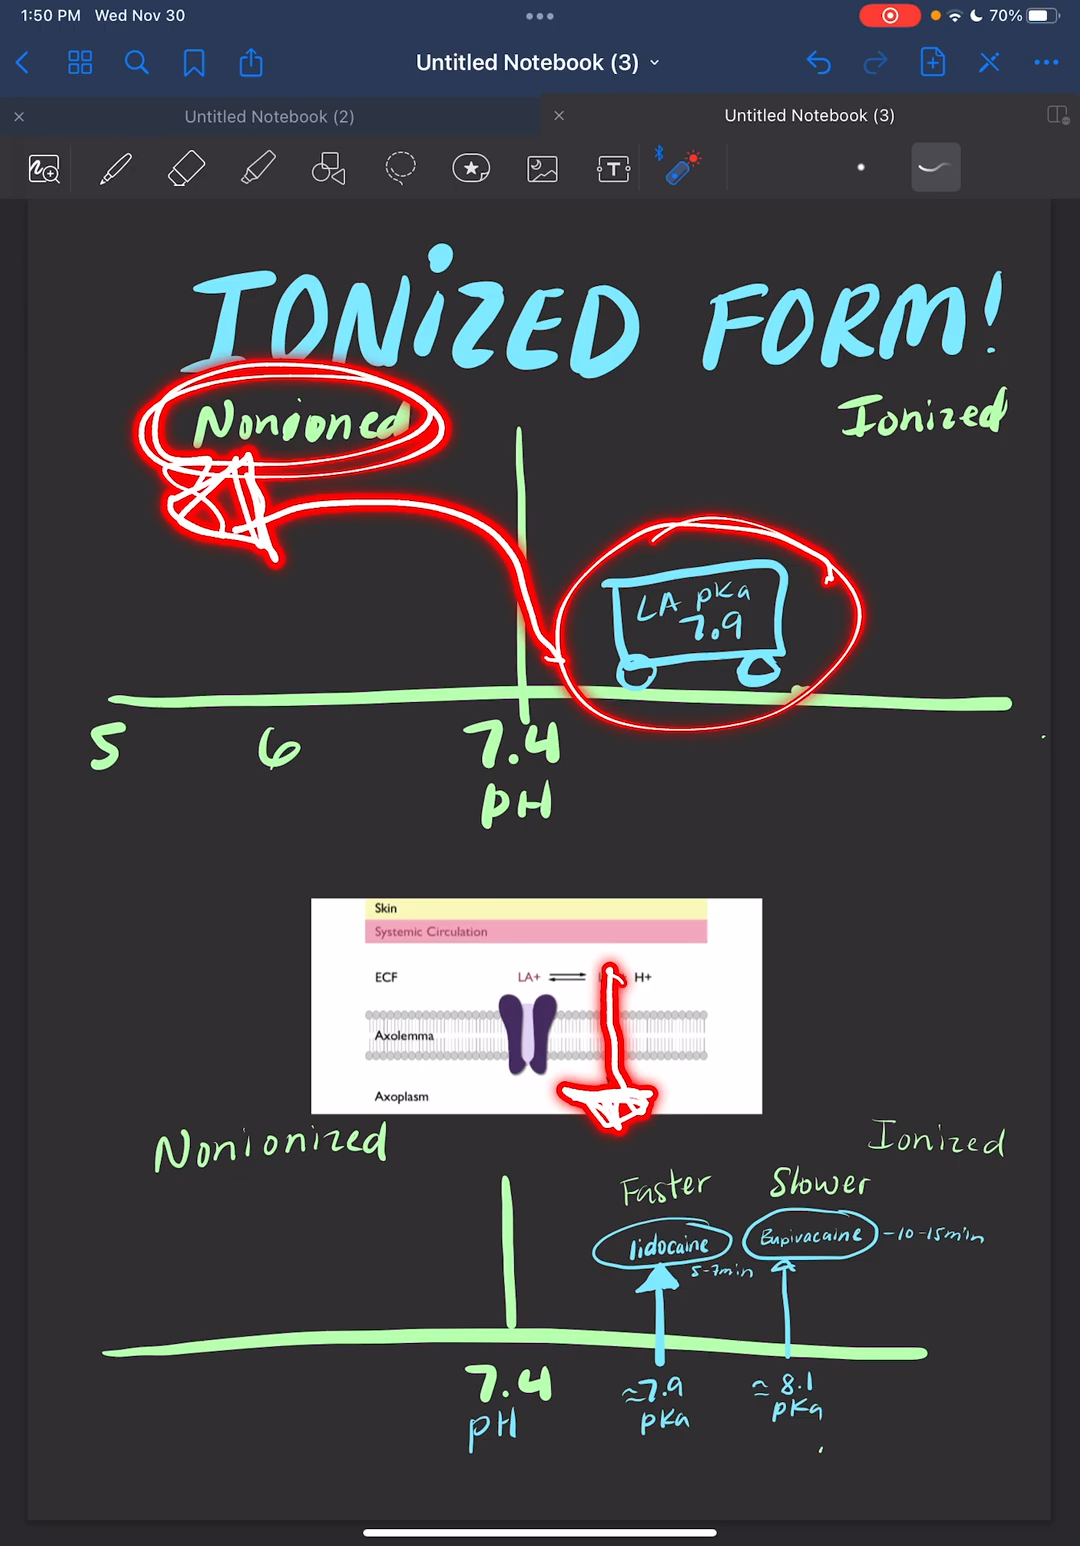 1:50 PM Wed Nov 30
70%
Untitled Notebook (3)
Untitled Notebook (2)
Untitled Notebook (3)
T
IONiZED FORM!
Nonioned
Ionized
LA pKa
7.9
5 6 7.4
pH
Skin
Systemic Circulation
ECF LA+ H+
Axolemma
Axoplasm
Nonionized
Ionized
Faster Slower
lidocaine
Bupivacaine -10-15min
5-7min
7.4
pH
≃7.9
pKa
≃8.1
pKa